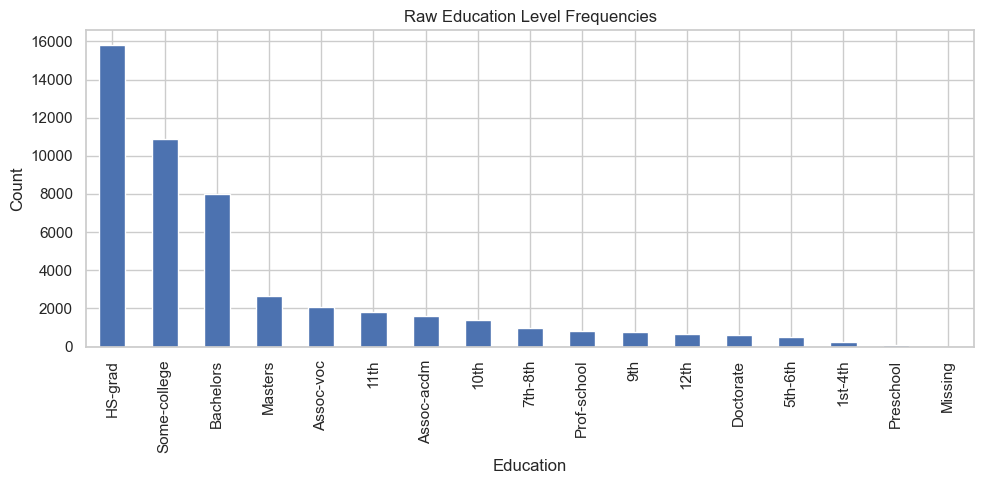 Raw Education Level Frequencies
Count
16000
14000
12000
10000
8000
6000
4000
2000
0
HS-grad
Some-college
Bachelors
Masters
Assoc-voc
11th
Assoc-acdm
10th
7th-8th
Prof-school
9th
12th
Doctorate
5th-6th
1st-4th
Preschool
Missing
Education